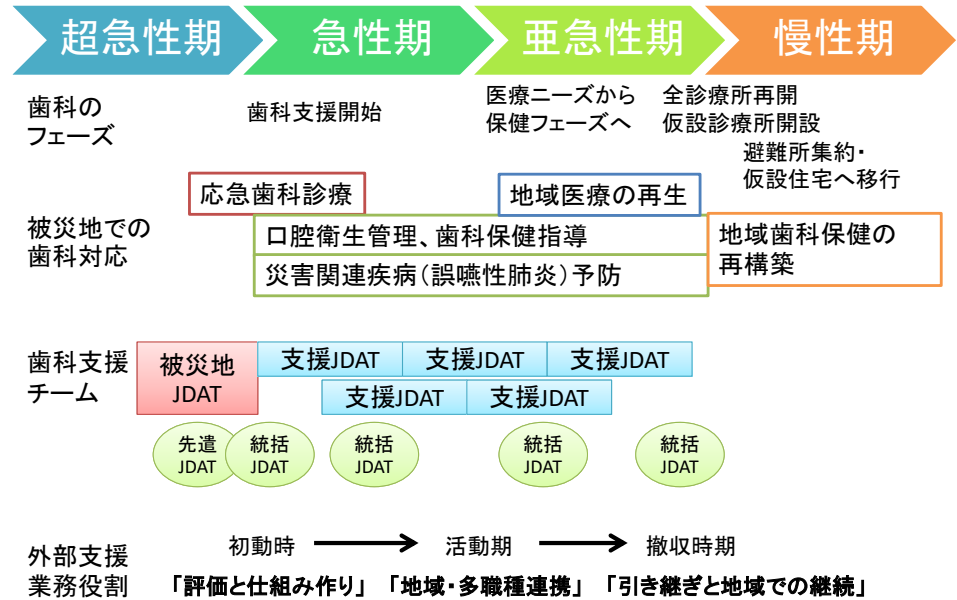 超急性期
急性期
亜急性期
慢性期
歯科の
フェーズ
歯科支援開始
医療ニーズから
保健フェーズへ
全診療所再開
仮設診療所開設
避難所集約・
仮設住宅へ移行
被災地での
歯科対応
応急歯科診療
地域医療の再生
口腔衛生管理、歯科保健指導
災害関連疾病(誤嚥性肺炎)予防
地域歯科保健の
再構築
歯科支援
チーム
被災地
JDAT
支援JDAT
支援JDAT
支援JDAT
支援JDAT
支援JDAT
先遣
JDAT
統括
JDAT
統括
JDAT
統括
JDAT
統括
JDAT
外部支援
業務役割
初動時
活動期
撤収時期
「評価と仕組み作り」
「地域・多職種連携」
「引き継ぎと地域での継続」